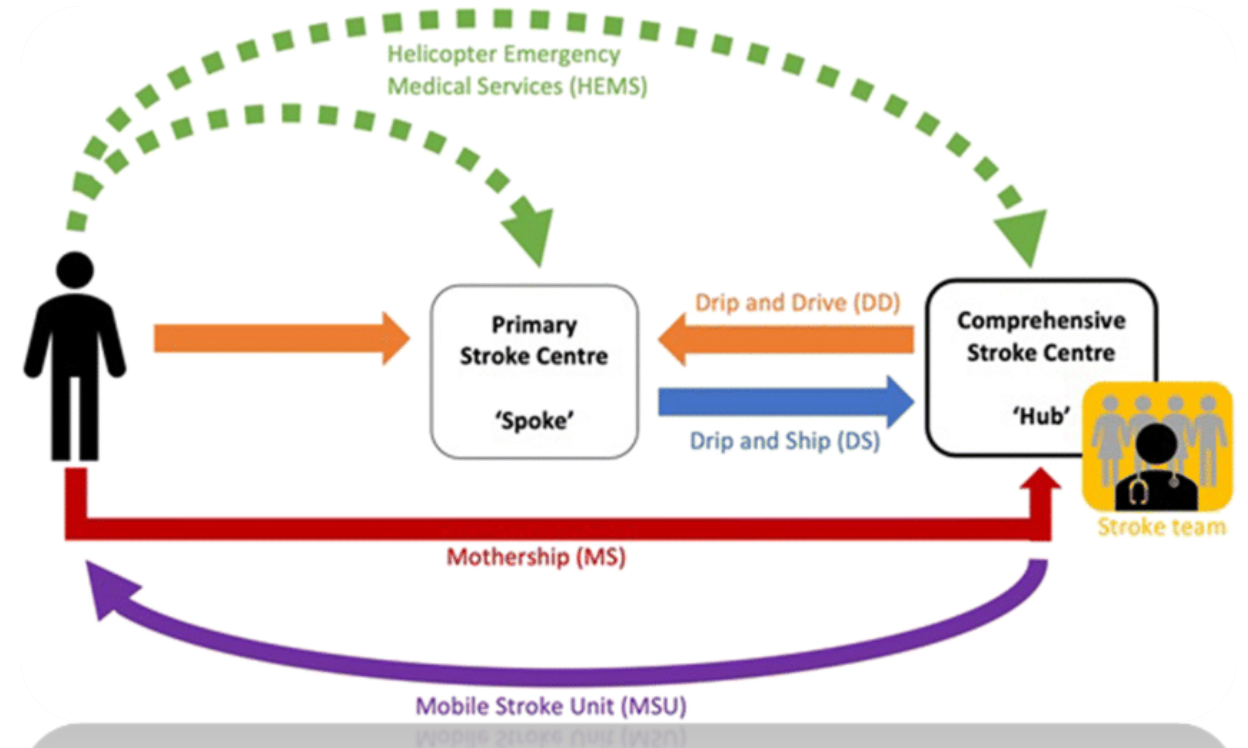 Helicopter Emergency
Medical Services (HEMS)
Drip and Drive (DD)
Primary
Stroke Centre
‘Spoke’
Comprehensive
Stroke Centre
‘Hub’
Drip and Ship (DS)
Stroke team
Mothership (MS)
Mobile Stroke Unit (MSU)